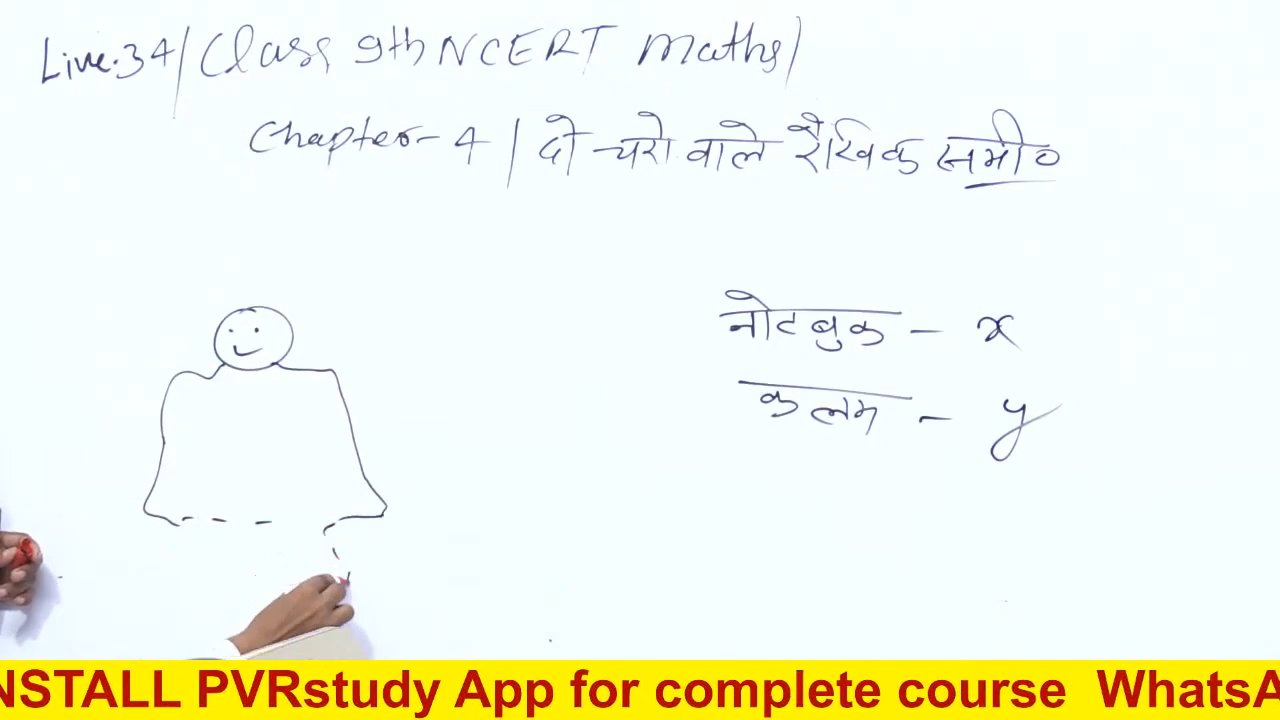 Live.34/Class 9th NCERT Maths/
Chapter-4/दो चरो वाले रैखिक समी०
नोटबुक - x
कलम - y
NSTALL PVRstudy App for complete course WhatsA